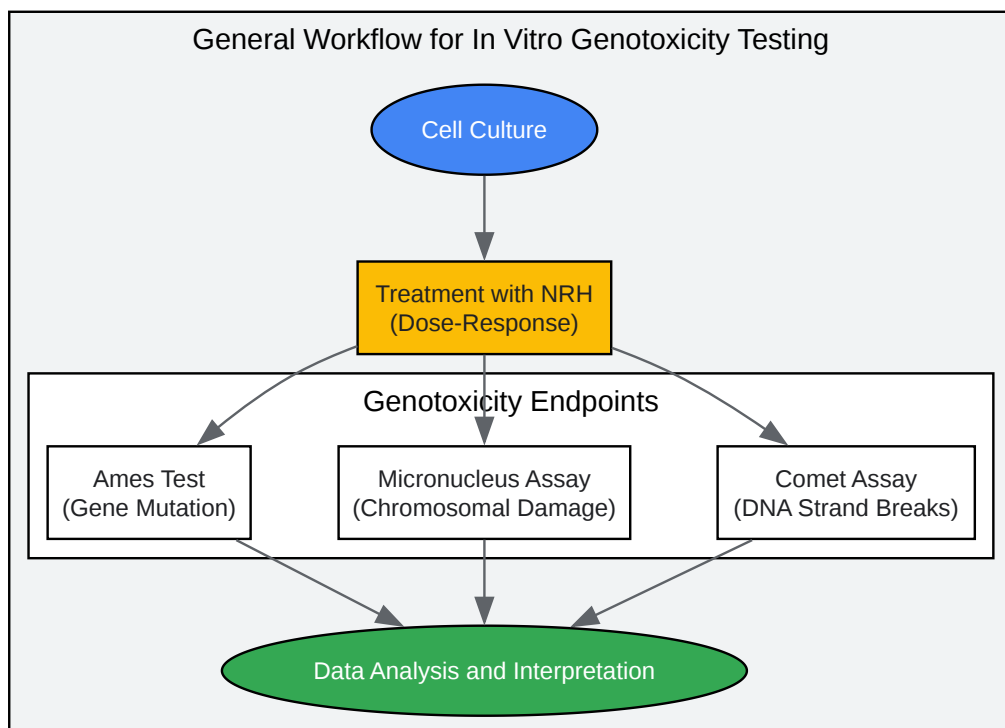 General Workflow for In Vitro Genotoxicity Testing
Cell Culture
Treatment with NRH
(Dose-Response)
Genotoxicity Endpoints
Ames Test
(Gene Mutation)
Micronucleus Assay
(Chromosomal Damage)
Comet Assay
(DNA Strand Breaks)
Data Analysis and Interpretation